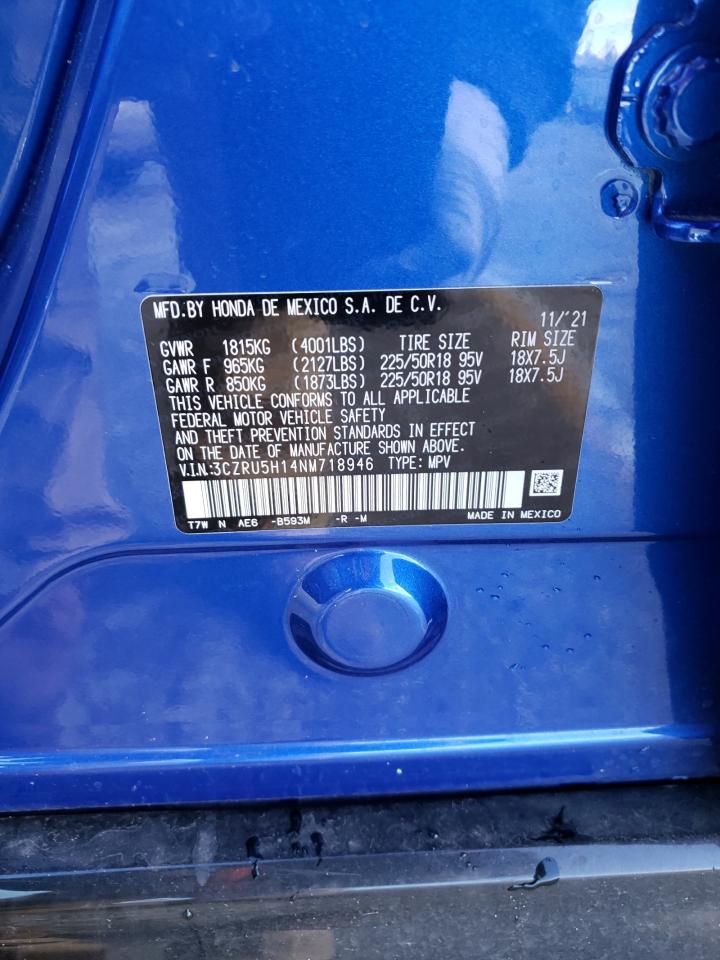 MFD.BY HONDA DE MEXICO S.A. DE C.V.
11/'21
GVWR 1815KG (4001LBS) TIRE SIZE RIM SIZE
GAWR F 965KG (2127LBS) 225/50R18 95V 18X7.5J
GAWR R 850KG (1873LBS) 225/50R18 95V 18X7.5J
THIS VEHICLE CONFORMS TO ALL APPLICABLE
FEDERAL MOTOR VEHICLE SAFETY
AND THEFT PREVENTION STANDARDS IN EFFECT
ON THE DATE OF MANUFACTURE SHOWN ABOVE.
V.I.N:3CZRU5H14NM718946 TYPE: MPV
T7W N AE6 -B593M -R -M MADE IN MEXICO